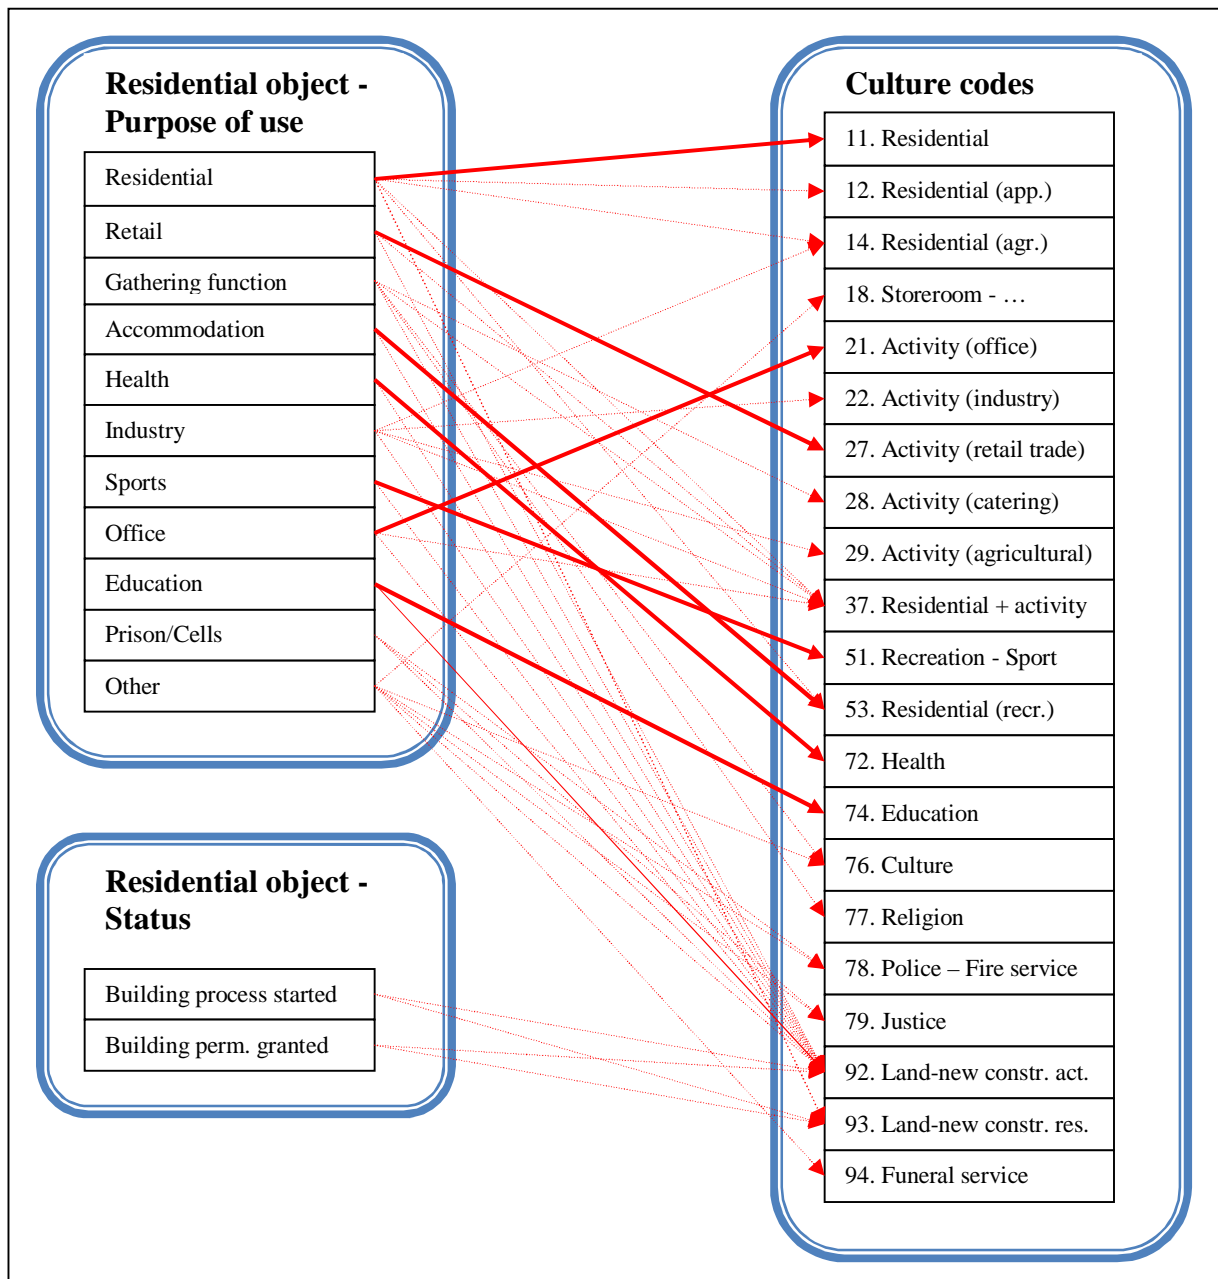 Residential object -
Purpose of use
Residential
Retail
Gathering function
Accommodation
Health
Industry
Sports
Office
Education
Prison/Cells
Other
Residential object -
Status
Building process started
Building perm. granted
Culture codes
11. Residential
12. Residential (app.)
14. Residential (agr.)
18. Storeroom - …
21. Activity (office)
22. Activity (industry)
27. Activity (retail trade)
28. Activity (catering)
29. Activity (agricultural)
37. Residential + activity
51. Recreation - Sport
53. Residential (recr.)
72. Health
74. Education
76. Culture
77. Religion
78. Police – Fire service
79. Justice
92. Land-new constr. act.
93. Land-new constr. res.
94. Funeral service